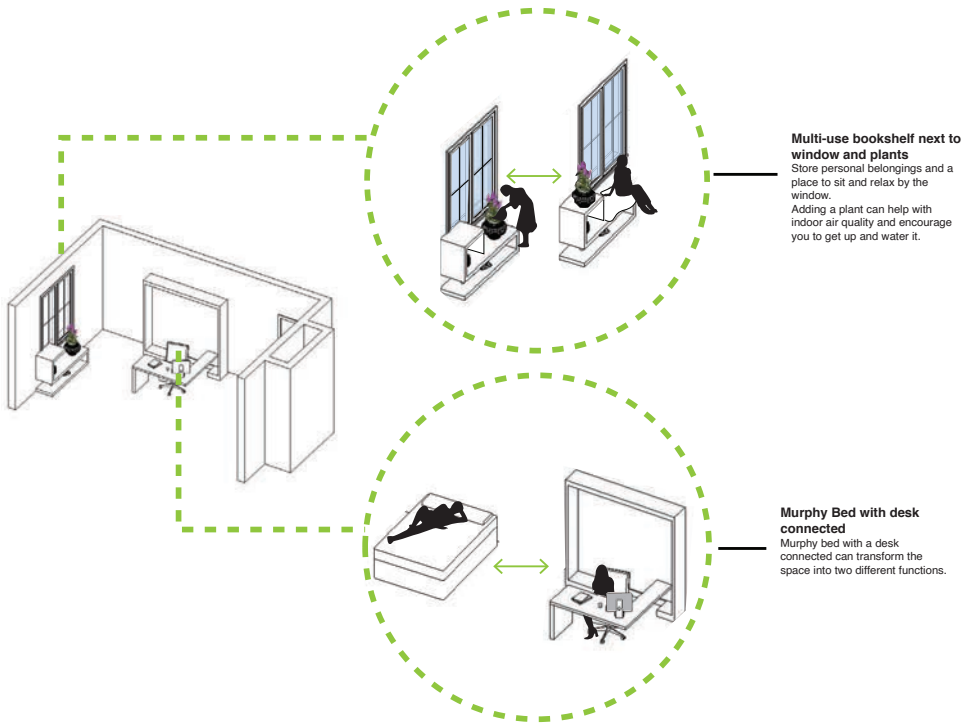 Multi-use bookshelf next to
window and plants
Store personal belongings and a
place to sit and relax by the
window.
Adding a plant can help with
indoor air quality and encourage
you to get up and water it.
Murphy Bed with desk
connected
Murphy bed with a desk
connected can transform the
space into two different functions.